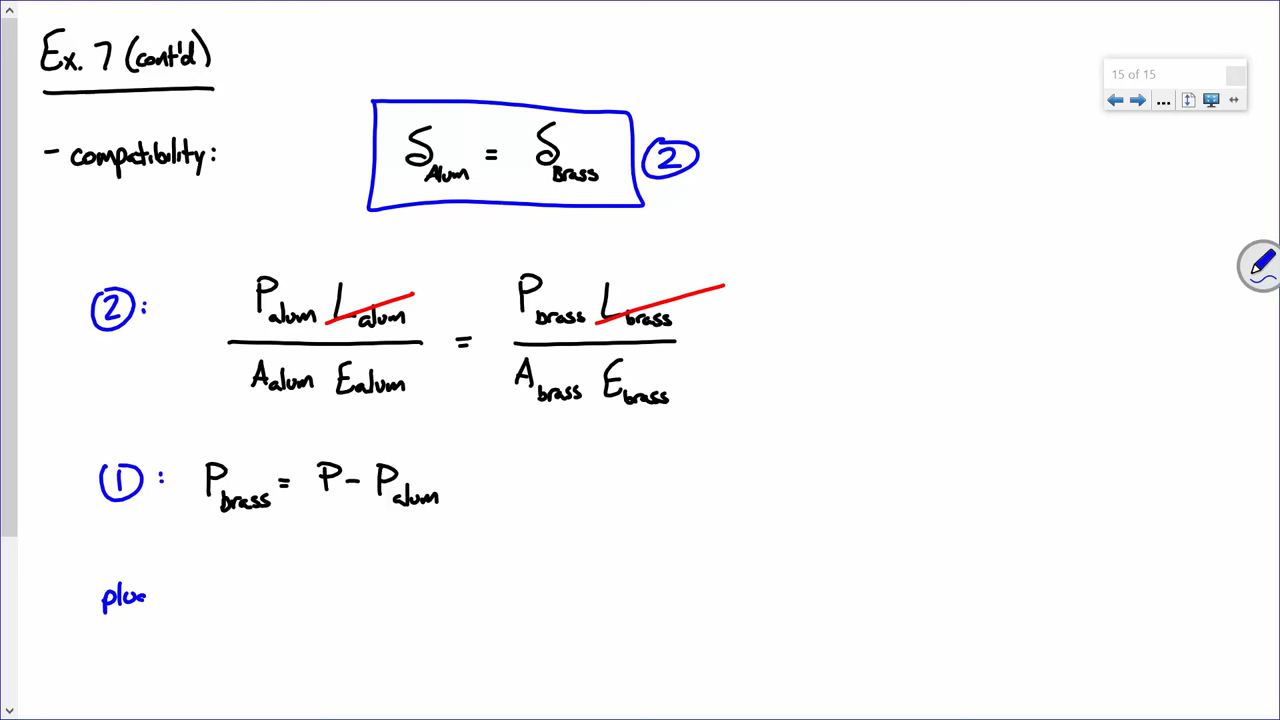 Ex. 7 (cont'd)
15 of 15
- compatibility:
δAlum = δBrass ②
②: Palum Lalum / Aalum Ealum = Pbrass Lbrass / Abrass Ebrass
①: Pbrass = P - Palum